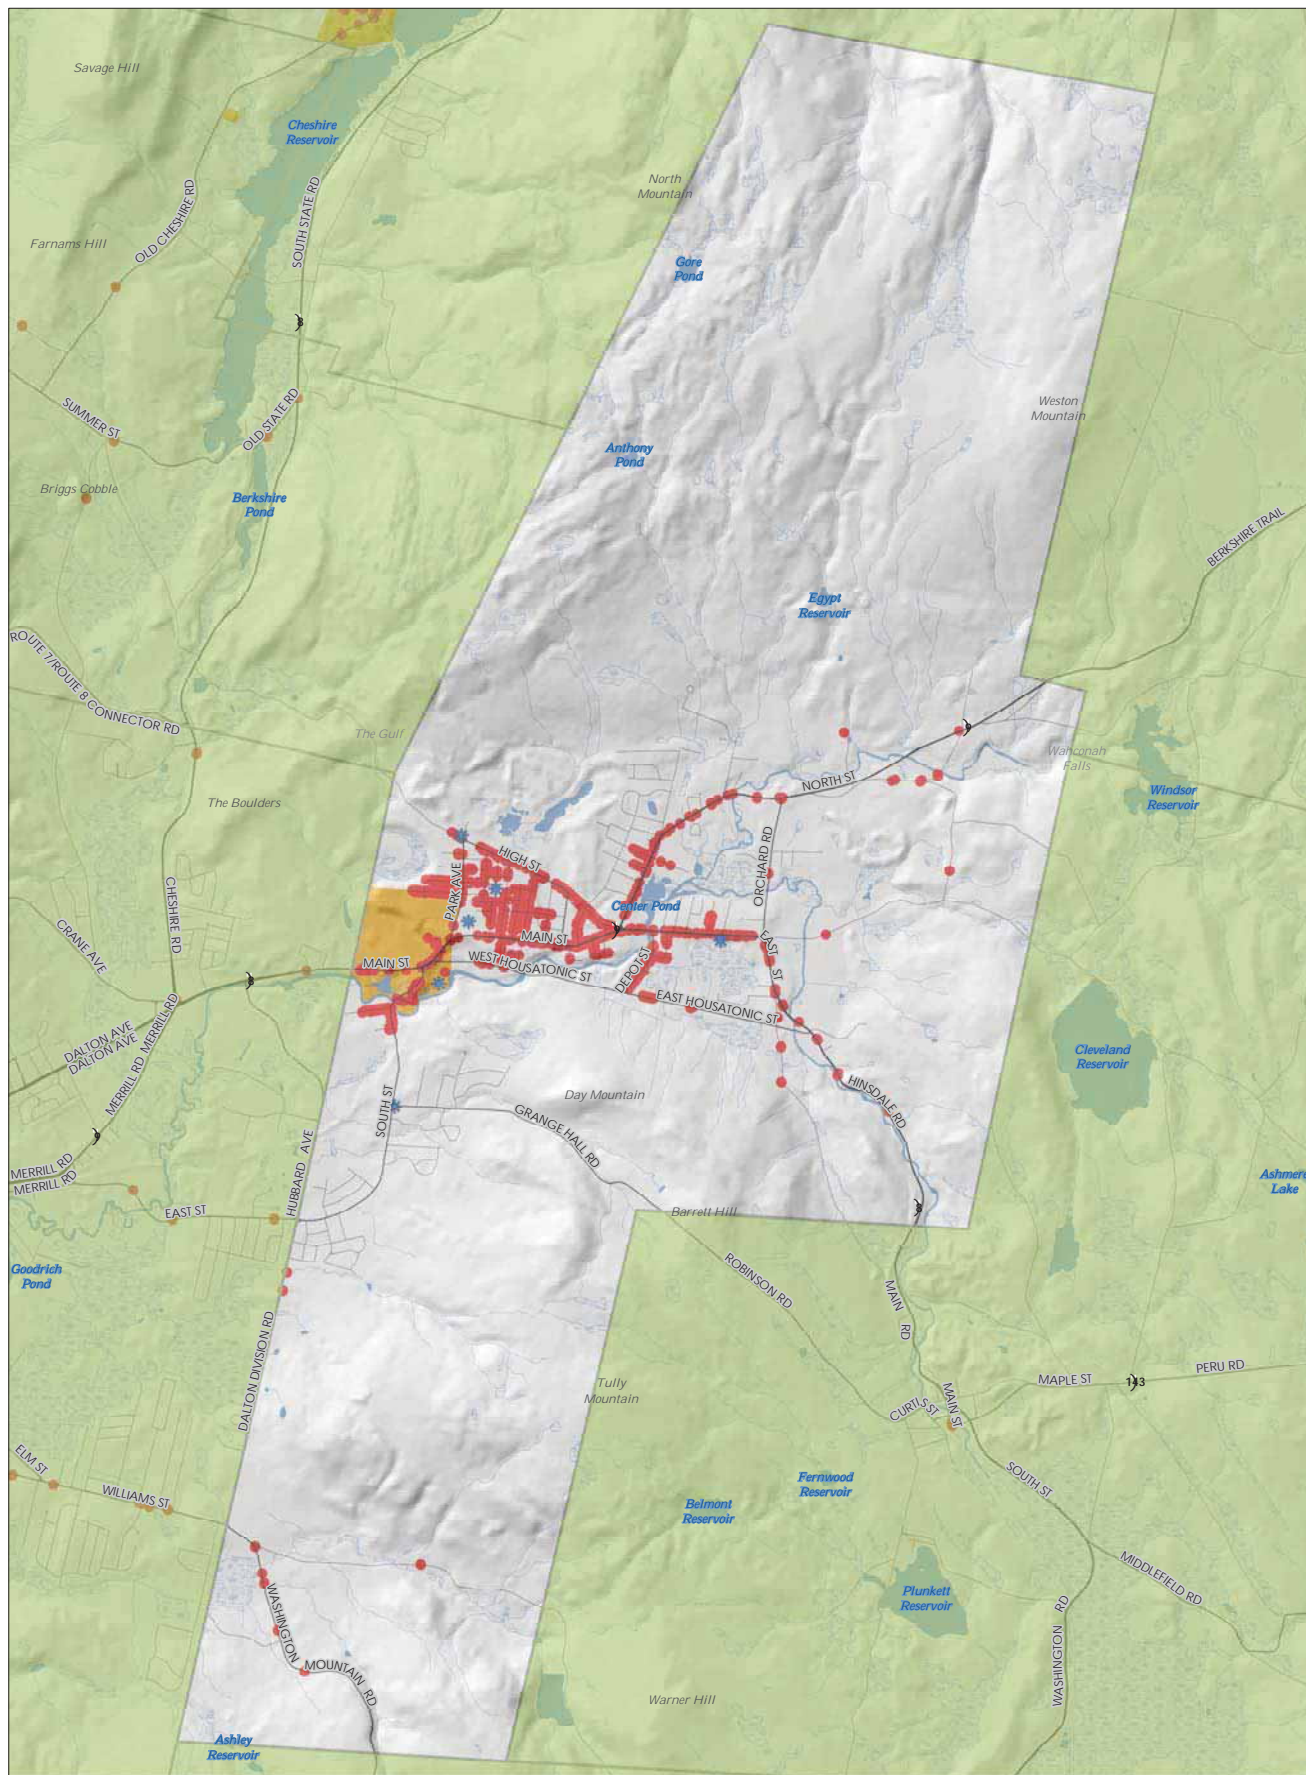 Savage Hill
Cheshire
Reservoir
North
Mountain
OLD CHESHIRE RD
SOUTH STATE RD
Farnams Hill
Gore
Pond
8
SUMMER ST
OLD STATE RD
Weston
Mountain
Anthony
Pond
Briggs Cobble
Berkshire
Pond
BERKSHIRE TRAIL
Egypt
Reservoir
ROUTE 7/ROUTE 8 CONNECTOR RD
The Gulf
9
Wahconah
Falls
NORTH ST
Windsor
Reservoir
The Boulders
HIGH ST
ORCHARD RD
PARK AVE
CHESHIRE RD
Center Pond
9
CRANE AVE
MAIN ST
EAST ST
MAIN ST
WEST HOUSATONIC ST
DEPOT ST
9
EAST HOUSATONIC ST
DALTON AVE
DALTON AVE
MERRILL RD
MERRILL RD
Cleveland
Reservoir
Day Mountain
HINSDALE RD
SOUTH ST
GRANGE HALL RD
9
HUBBARD AVE
MERRILL RD
MERRILL RD
Ashmere
Lake
EAST ST
8
Barrett Hill
Goodrich
Pond
ROBINSON RD
MAIN RD
DALTON DIVISION RD
PERU RD
MAPLE ST
143
Tully
Mountain
CURTIS ST
MAIN ST
ELM ST
SOUTH ST
WILLIAMS ST
Fernwood
Reservoir
Belmont
Reservoir
MIDDLEFIELD RD
Plunkett
Reservoir
WASHINGTON MOUNTAIN RD
WASHINGTON RD
Warner Hill
Ashley
Reservoir